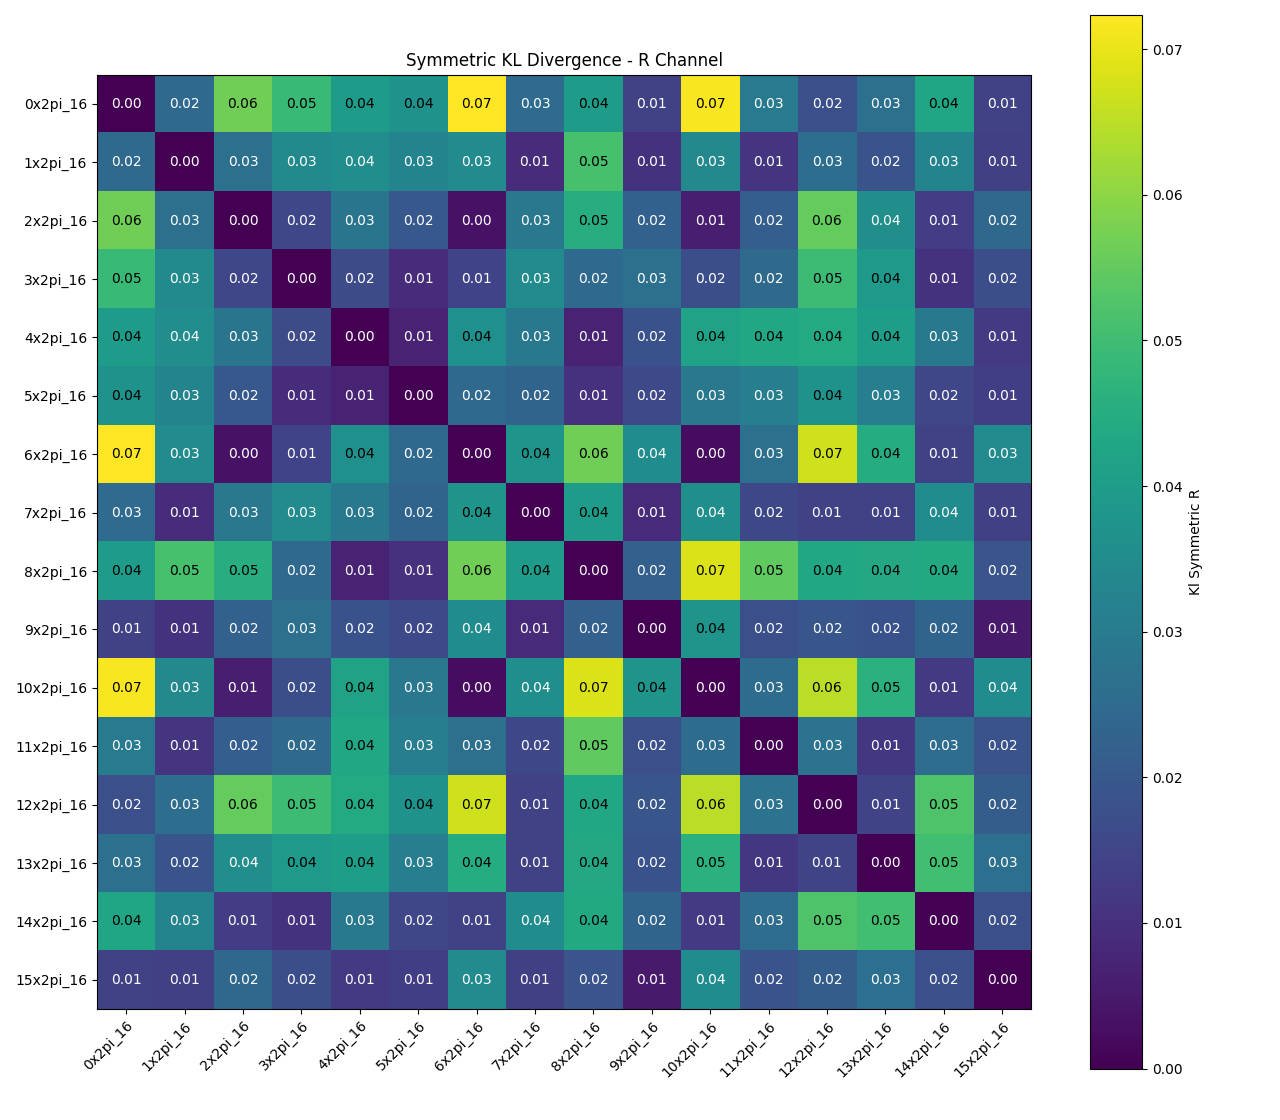 Symmetric KL Divergence - R Channel
0x2pi_16 0.00 0.02 0.06 0.05 0.04 0.04 0.07 0.03 0.04 0.01 0.07 0.03 0.02 0.03 0.04 0.01
1x2pi_16 0.02 0.00 0.03 0.03 0.04 0.03 0.03 0.01 0.05 0.01 0.03 0.01 0.03 0.02 0.03 0.01
2x2pi_16 0.06 0.03 0.00 0.02 0.03 0.02 0.00 0.03 0.05 0.02 0.01 0.02 0.06 0.04 0.01 0.02
3x2pi_16 0.05 0.03 0.02 0.00 0.02 0.01 0.01 0.03 0.02 0.03 0.02 0.02 0.05 0.04 0.01 0.02
4x2pi_16 0.04 0.04 0.03 0.02 0.00 0.01 0.04 0.03 0.01 0.02 0.04 0.04 0.04 0.04 0.03 0.01
5x2pi_16 0.04 0.03 0.02 0.01 0.01 0.00 0.02 0.02 0.01 0.02 0.03 0.03 0.04 0.03 0.02 0.01
6x2pi_16 0.07 0.03 0.00 0.01 0.04 0.02 0.00 0.04 0.06 0.04 0.00 0.03 0.07 0.04 0.01 0.03
7x2pi_16 0.03 0.01 0.03 0.03 0.03 0.02 0.04 0.00 0.04 0.01 0.04 0.02 0.01 0.01 0.04 0.01
8x2pi_16 0.04 0.05 0.05 0.02 0.01 0.01 0.06 0.04 0.00 0.02 0.07 0.05 0.04 0.04 0.04 0.02
9x2pi_16 0.01 0.01 0.02 0.03 0.02 0.02 0.04 0.01 0.02 0.00 0.04 0.02 0.02 0.02 0.02 0.01
10x2pi_16 0.07 0.03 0.01 0.02 0.04 0.03 0.00 0.04 0.07 0.04 0.00 0.03 0.06 0.05 0.01 0.04
11x2pi_16 0.03 0.01 0.02 0.02 0.04 0.03 0.03 0.02 0.05 0.02 0.03 0.00 0.03 0.01 0.03 0.02
12x2pi_16 0.02 0.03 0.06 0.05 0.04 0.04 0.07 0.01 0.04 0.02 0.06 0.03 0.00 0.01 0.05 0.02
13x2pi_16 0.03 0.02 0.04 0.04 0.04 0.03 0.04 0.01 0.04 0.02 0.05 0.01 0.01 0.00 0.05 0.03
14x2pi_16 0.04 0.03 0.01 0.01 0.03 0.02 0.01 0.04 0.04 0.02 0.01 0.03 0.05 0.05 0.00 0.02
15x2pi_16 0.01 0.01 0.02 0.02 0.01 0.01 0.03 0.01 0.02 0.01 0.04 0.02 0.02 0.03 0.02 0.00
0x2pi_16 1x2pi_16 2x2pi_16 3x2pi_16 4x2pi_16 5x2pi_16 6x2pi_16 7x2pi_16 8x2pi_16 9x2pi_16 10x2pi_16 11x2pi_16 12x2pi_16 13x2pi_16 14x2pi_16 15x2pi_16
0.07
0.06
0.05
0.04
0.03
0.02
0.01
0.00
Kl Symmetric R